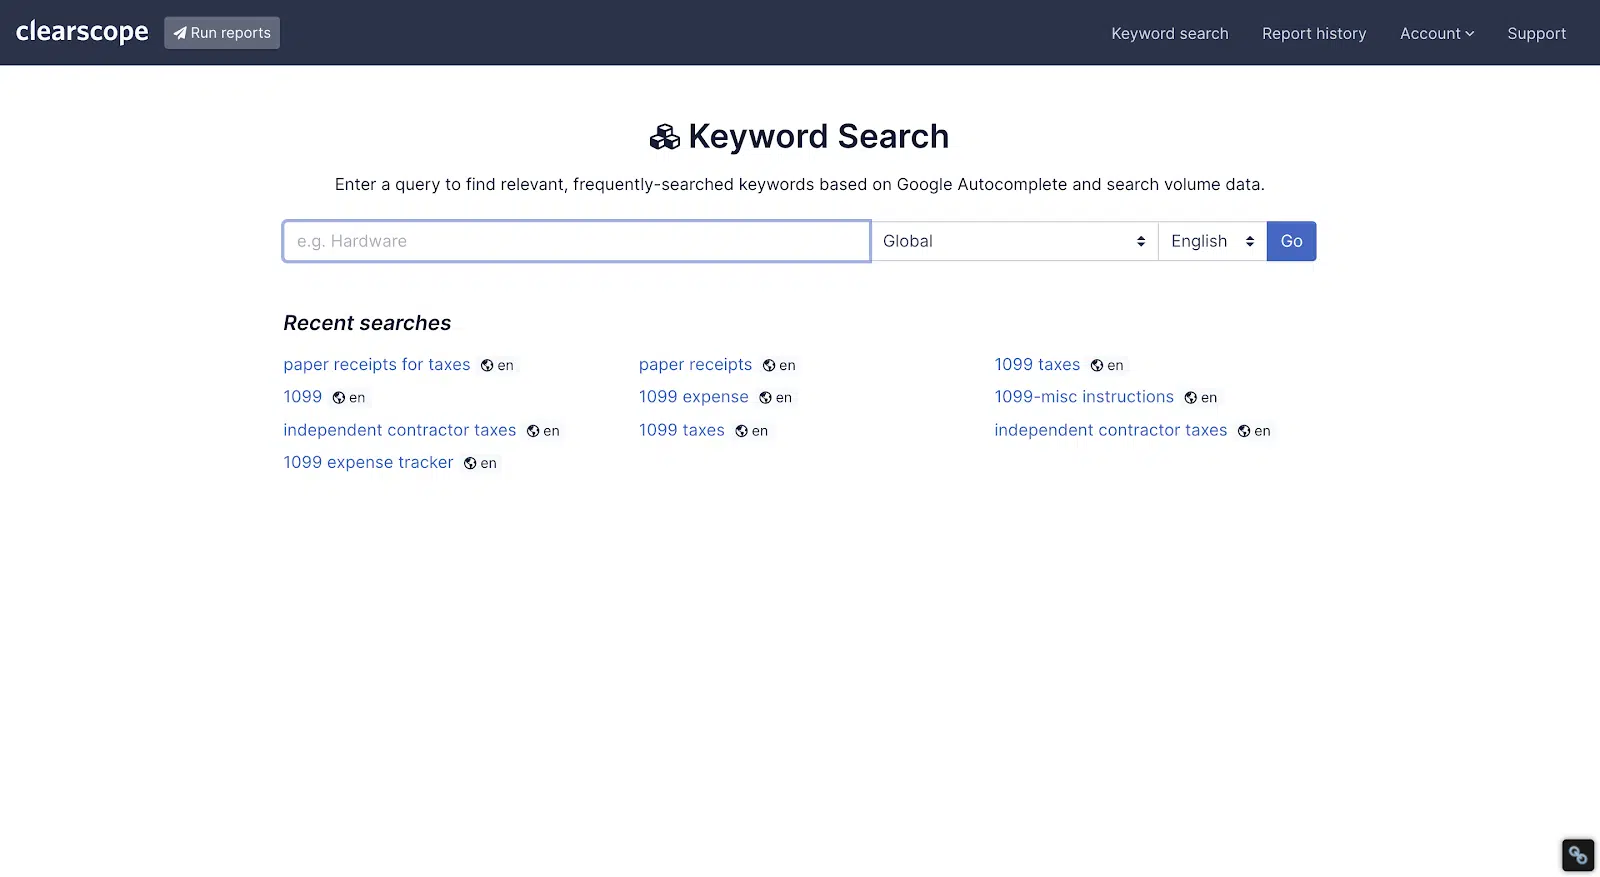 clearscope Run reports Keyword search Report history Account Support
Keyword Search
Enter a query to find relevant, frequently-searched keywords based on Google Autocomplete and search volume data.
e.g. Hardware Global English Go
Recent searches
paper receipts for taxes en paper receipts en 1099 taxes en
1099 en 1099 expense en 1099-misc instructions en
independent contractor taxes en 1099 taxes en independent contractor taxes en
1099 expense tracker en